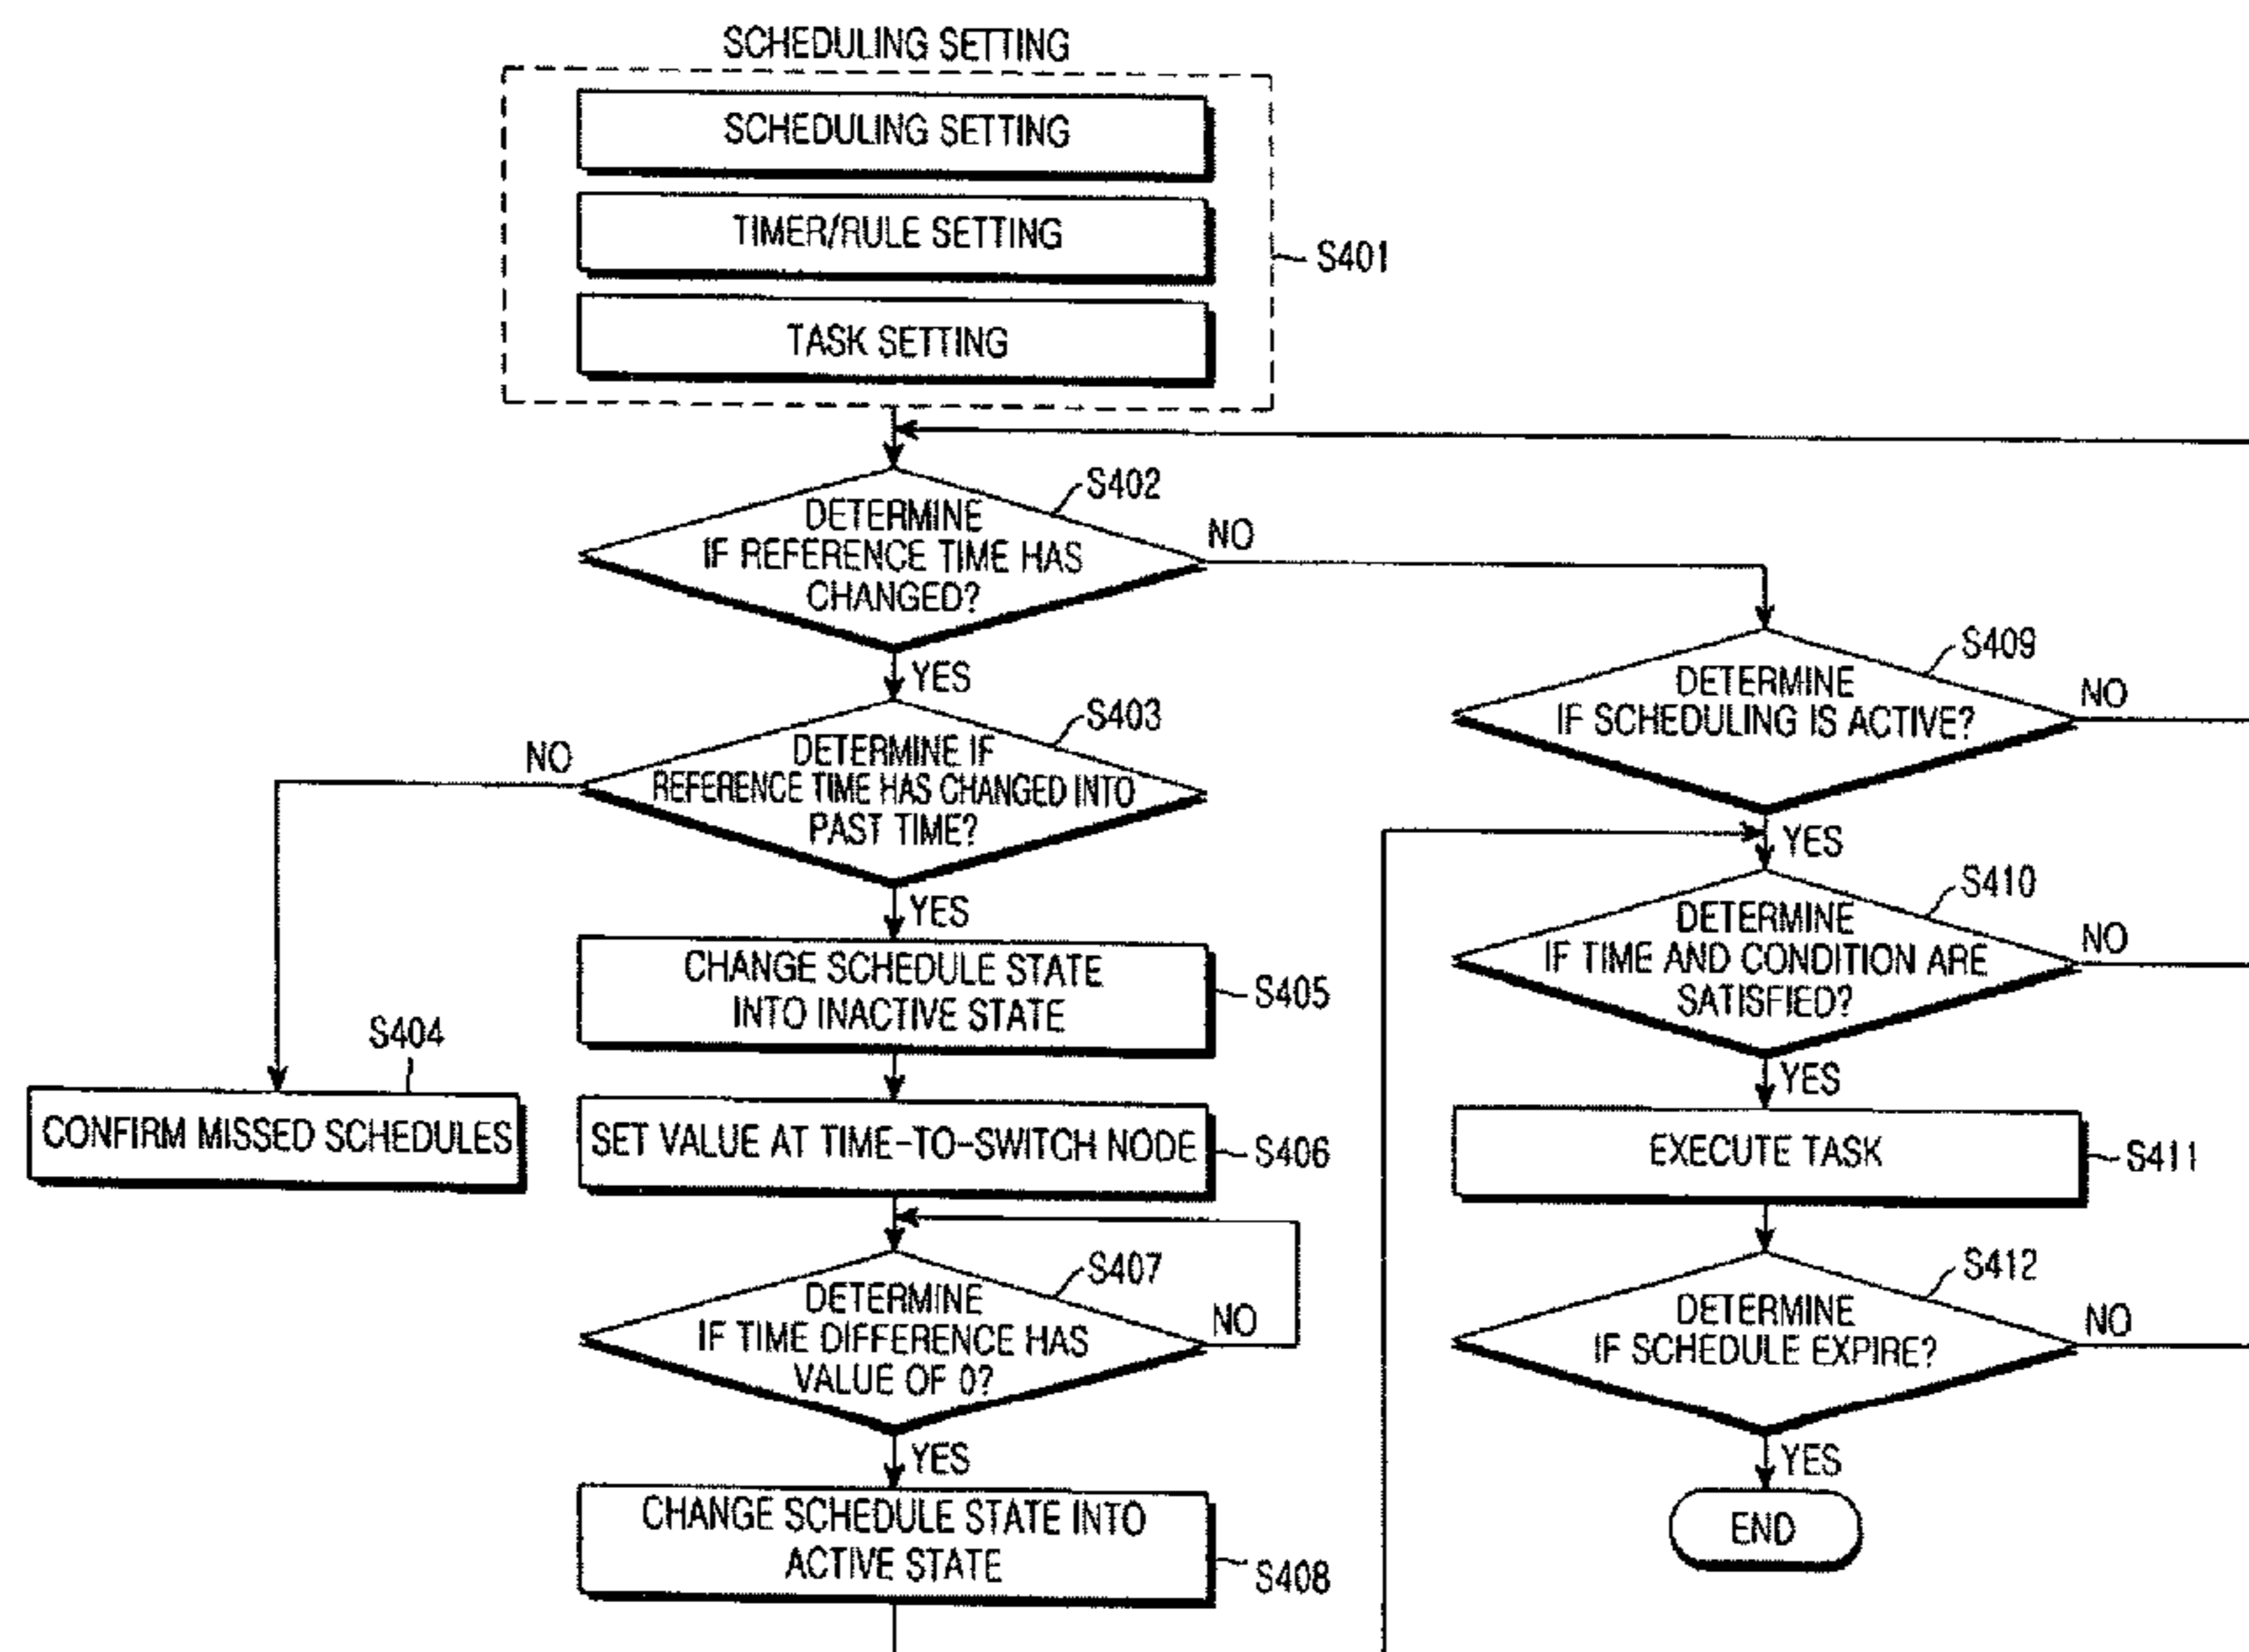 SCHEDULING SETTING
SCHEDULING SETTING
TIMER/RULE SETTING
S401
TASK SETTING
S402
DETERMINE
IF REFERENCE TIME HAS
CHANGED?
NO
YES
S403
DETERMINE IF
REFERENCE TIME HAS CHANGED INTO
PAST TIME?
NO
YES
S404
CONFIRM MISSED SCHEDULES
CHANGE SCHEDULE STATE
INTO INACTIVE STATE
S405
SET VALUE AT TIME-TO-SWITCH NODE
S406
S407
DETERMINE
IF TIME DIFFERENCE HAS
VALUE OF 0?
NO
YES
CHANGE SCHEDULE STATE INTO
ACTIVE STATE
S408
S409
DETERMINE
IF SCHEDULING IS ACTIVE?
NO
YES
S410
DETERMINE
IF TIME AND CONDITION ARE
SATISFIED?
NO
YES
EXECUTE TASK
S411
S412
DETERMINE
IF SCHEDULE EXPIRE?
NO
YES
END